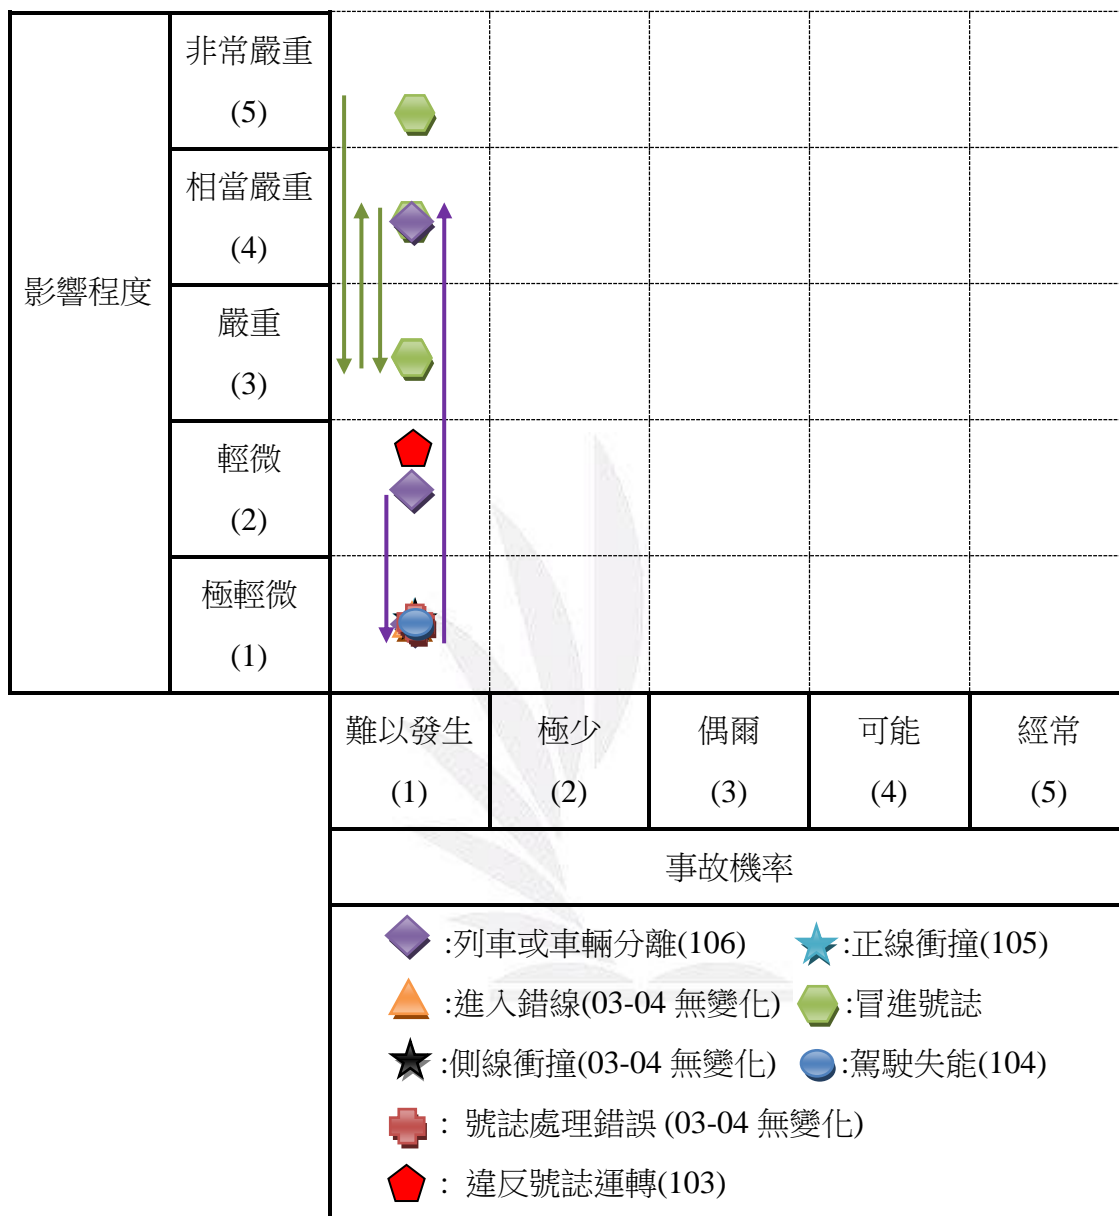 影響程度
非常嚴重
(5)
相當嚴重
(4)
嚴重
(3)
輕微
(2)
極輕微
(1)
難以發生
(1)
極少
(2)
偶爾
(3)
可能
(4)
經常
(5)
事故機率
:列車或車輛分離(106) :正線衝撞(105)
:進入錯線(03-04 無變化) :冒進號誌
:側線衝撞(03-04 無變化) :駕駛失能(104)
: 號誌處理錯誤 (03-04 無變化)
: 違反號誌運轉(103)